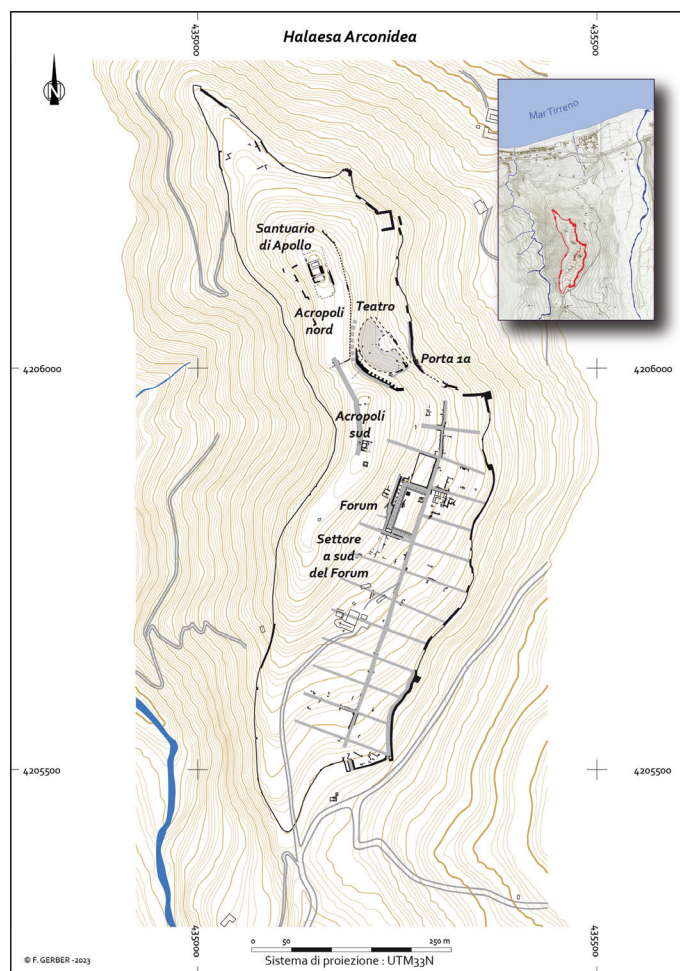 Halaesa Arconidea
435000
435500
N
Mar Tirreno
Santuario
di Apollo
Acropoli
nord
Teatro
Porta 1a
4206000
4206000
Acropoli
sud
Forum
Settore
a sud
del Forum
4205500
4205500
435000
435500
0 50 250 m
Sistema di proiezione : UTM33N
© F. GERBER -2023